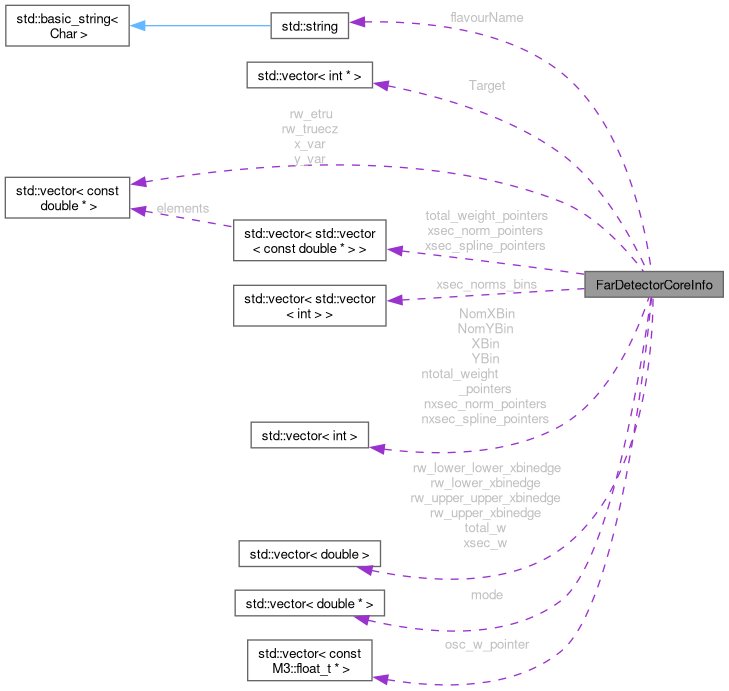 std::basic_string<
Char >
std::string
flavourName
std::vector< int * >
Target
rw_etru
rw_truecz
x_var
y_var
std::vector< const
double * >
elements
std::vector< std::vector
< const double * > >
total_weight_pointers
xsec_norm_pointers
xsec_spline_pointers
FarDetectorCoreInfo
std::vector< std::vector
< int > >
xsec_norms_bins
NomXBin
NomYBin
XBin
YBin
ntotal_weight
_pointers
nxsec_norm_pointers
nxsec_spline_pointers
std::vector< int >
rw_lower_lower_xbinedge
rw_lower_xbinedge
rw_upper_upper_xbinedge
rw_upper_xbinedge
total_w
xsec_w
std::vector< double >
mode
std::vector< double * >
osc_w_pointer
std::vector< const
M3::float_t * >